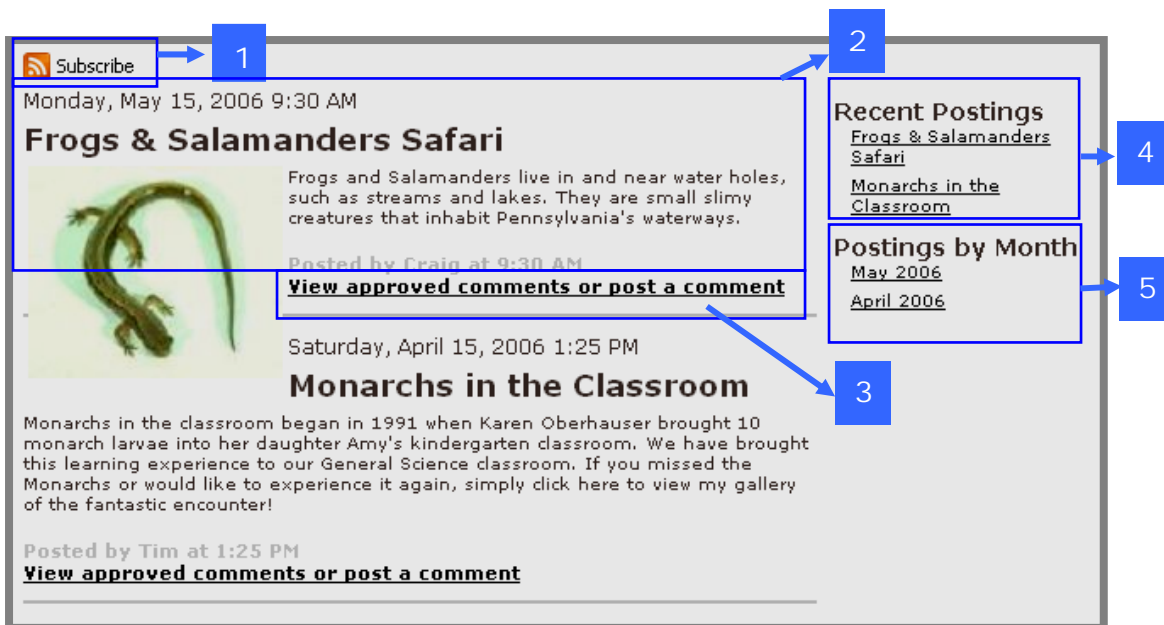 1
2
Subscribe
Monday, May 15, 2006 9:30 AM
Frogs & Salamanders Safari
Frogs and Salamanders live in and near water holes,
such as streams and lakes. They are small slimy
creatures that inhabit Pennsylvania's waterways.
Posted by Craig at 9:30 AM
View approved comments or post a comment
3
Saturday, April 15, 2006 1:25 PM
Monarchs in the Classroom
Monarchs in the classroom began in 1991 when Karen Oberhauser brought 10
monarch larvae into her daughter Amy's kindergarten classroom. We have brought
this learning experience to our General Science classroom. If you missed the
Monarchs or would like to experience it again, simply click here to view my gallery
of the fantastic encounter!
Posted by Tim at 1:25 PM
View approved comments or post a comment
Recent Postings
Frogs & Salamanders
Safari
Monarchs in the
Classroom
4
Postings by Month
May 2006
April 2006
5